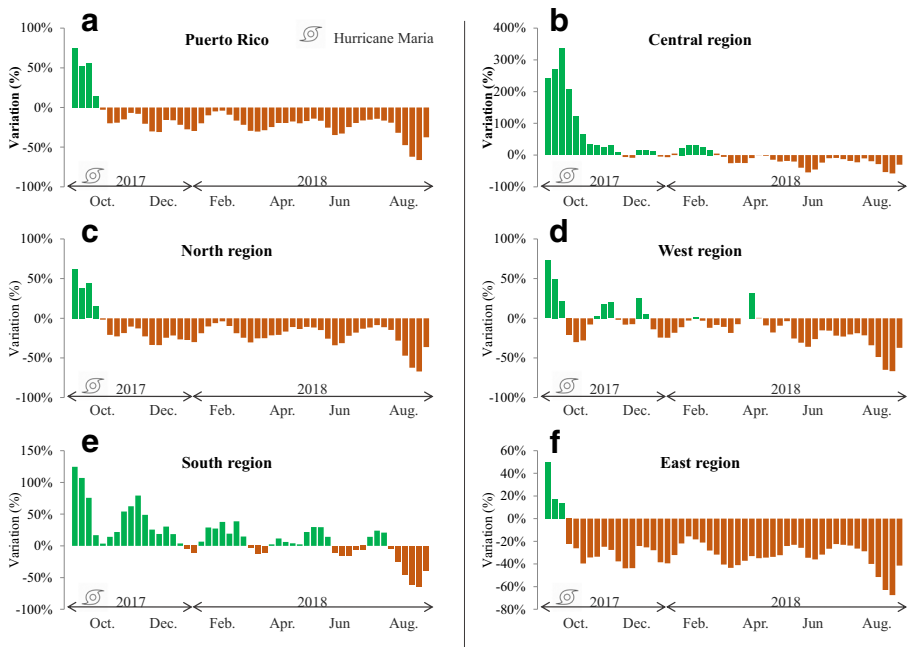 a
Puerto Rico
Hurricane Maria
Variation (%)
100%
50%
0%
-50%
-100%
2017
2018
Oct.
Dec.
Feb.
Apr.
Jun
Aug.
b
Central region
Variation (%)
400%
300%
200%
100%
0%
-100%
2017
2018
Oct.
Dec.
Feb.
Apr.
Jun
Aug.
c
North region
Variation (%)
100%
50%
0%
-50%
-100%
2017
2018
Oct.
Dec.
Feb.
Apr.
Jun
Aug.
d
West region
Variation (%)
100%
50%
0%
-50%
-100%
2017
2018
Oct.
Dec.
Feb.
Apr.
Jun
Aug.
e
South region
Variation (%)
150%
100%
50%
0%
-50%
-100%
2017
2018
Oct.
Dec.
Feb.
Apr.
Jun
Aug.
f
East region
Variation (%)
60%
40%
20%
0%
-20%
-40%
-60%
-80%
2017
2018
Oct.
Dec.
Feb.
Apr.
Jun
Aug.